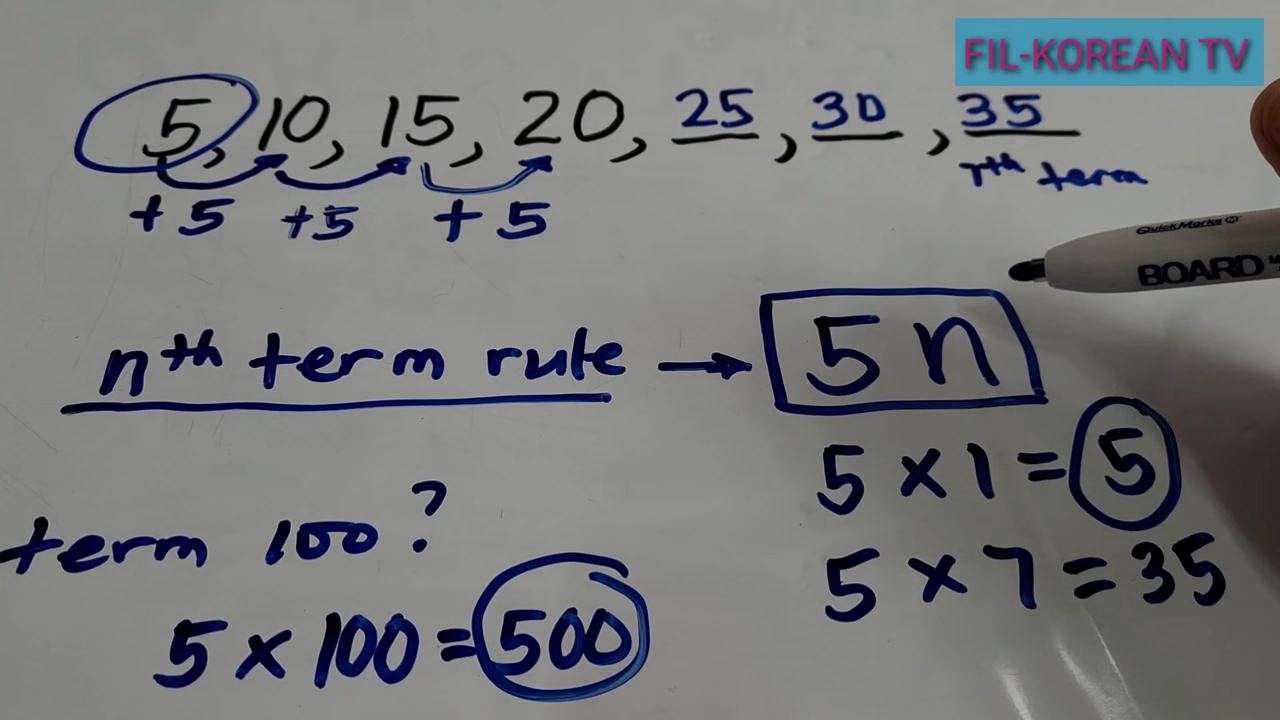 FIL-KOREAN TV
5, 10, 15, 20, 25, 30, 35
7th term
+5 +5 +5
QuickMarks
BOARD
nth term rule → 5n
5 × 1 = 5
term 100?
5 × 7 = 35
5 × 100 = 500